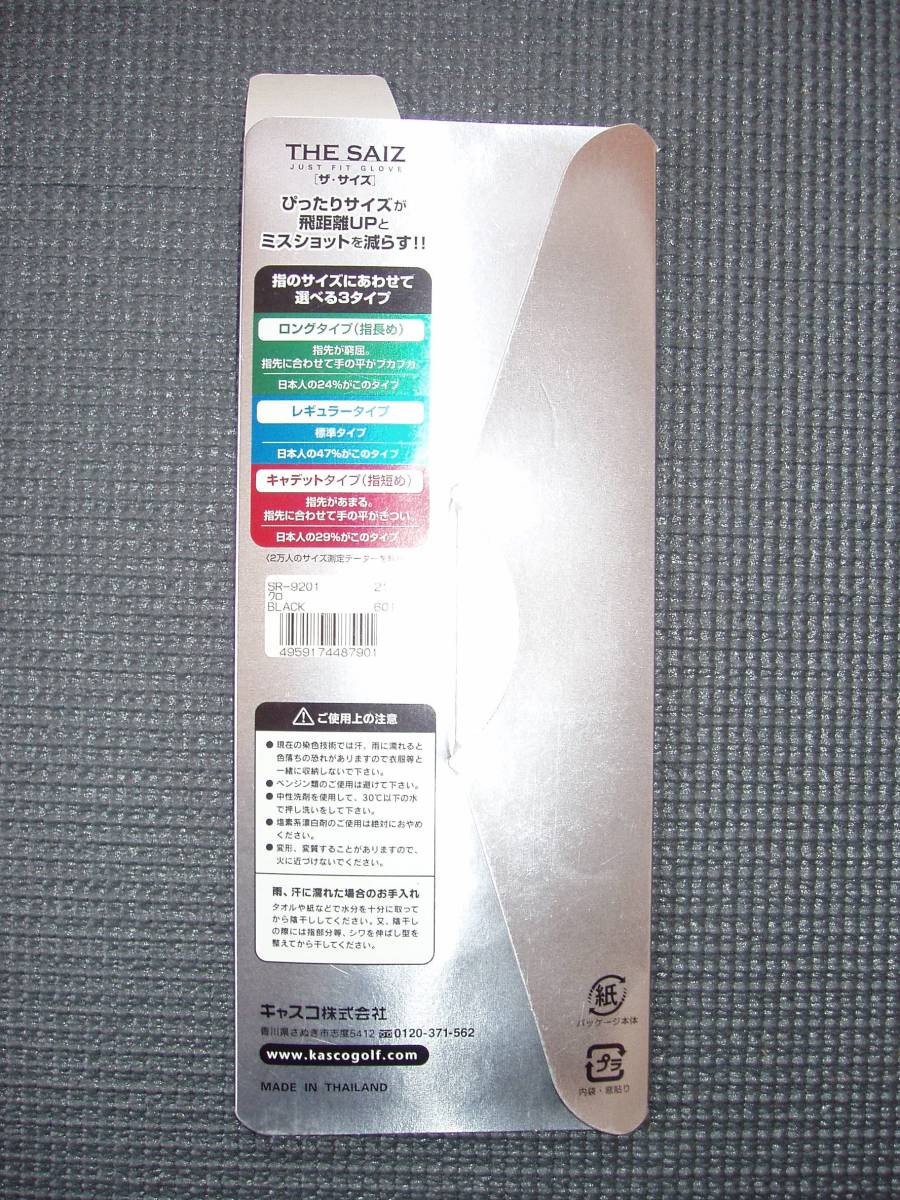 THE SAIZ
JUST FIT GLOVE
[ザ・サイズ]
ぴったりサイズが
飛距離UPと
ミスショットを減らす!!
指のサイズにあわせて
選べる3タイプ
ロングタイプ(指長め)
指先が窮屈。
指先に合わせて手の平がブカブカ。
日本人の24%がこのタイプ
レギュラータイプ
標準タイプ
日本人の47%がこのタイプ
キャデットタイプ(指短め)
指先があまる。
指先に合わせて手の平がきつい。
日本人の29%がこのタイプ
〈2万人のサイズ測定データーを
SR-9201 21
クロ
BLACK 601
4959174487901
ご使用上の注意
●現在の染色技術では汗、雨に濡れると
色落ちの恐れがありますので衣服等と
一緒に収納しないで下さい。
●ベンジン類のご使用は避けて下さい。
●中性洗剤を使用して、30℃以下の水
で押し洗いをして下さい。
●塩素系漂白剤のご使用は絶対におやめ
ください。
●変形、変質することがありますので、
火に近づけないでください。
雨、汗に濡れた場合のお手入れ
タオルや紙などで水分を十分に取って
から陰干ししてください。又、陰干し
の際には指部分等、シワを伸ばし型を
整えてから干してください。
キャスコ株式会社
香川県さぬき市志度5412 0120-371-562
www.kascogolf.com
MADE IN THAILAND
紙
パッケージ本体
プラ
内袋・窓貼り